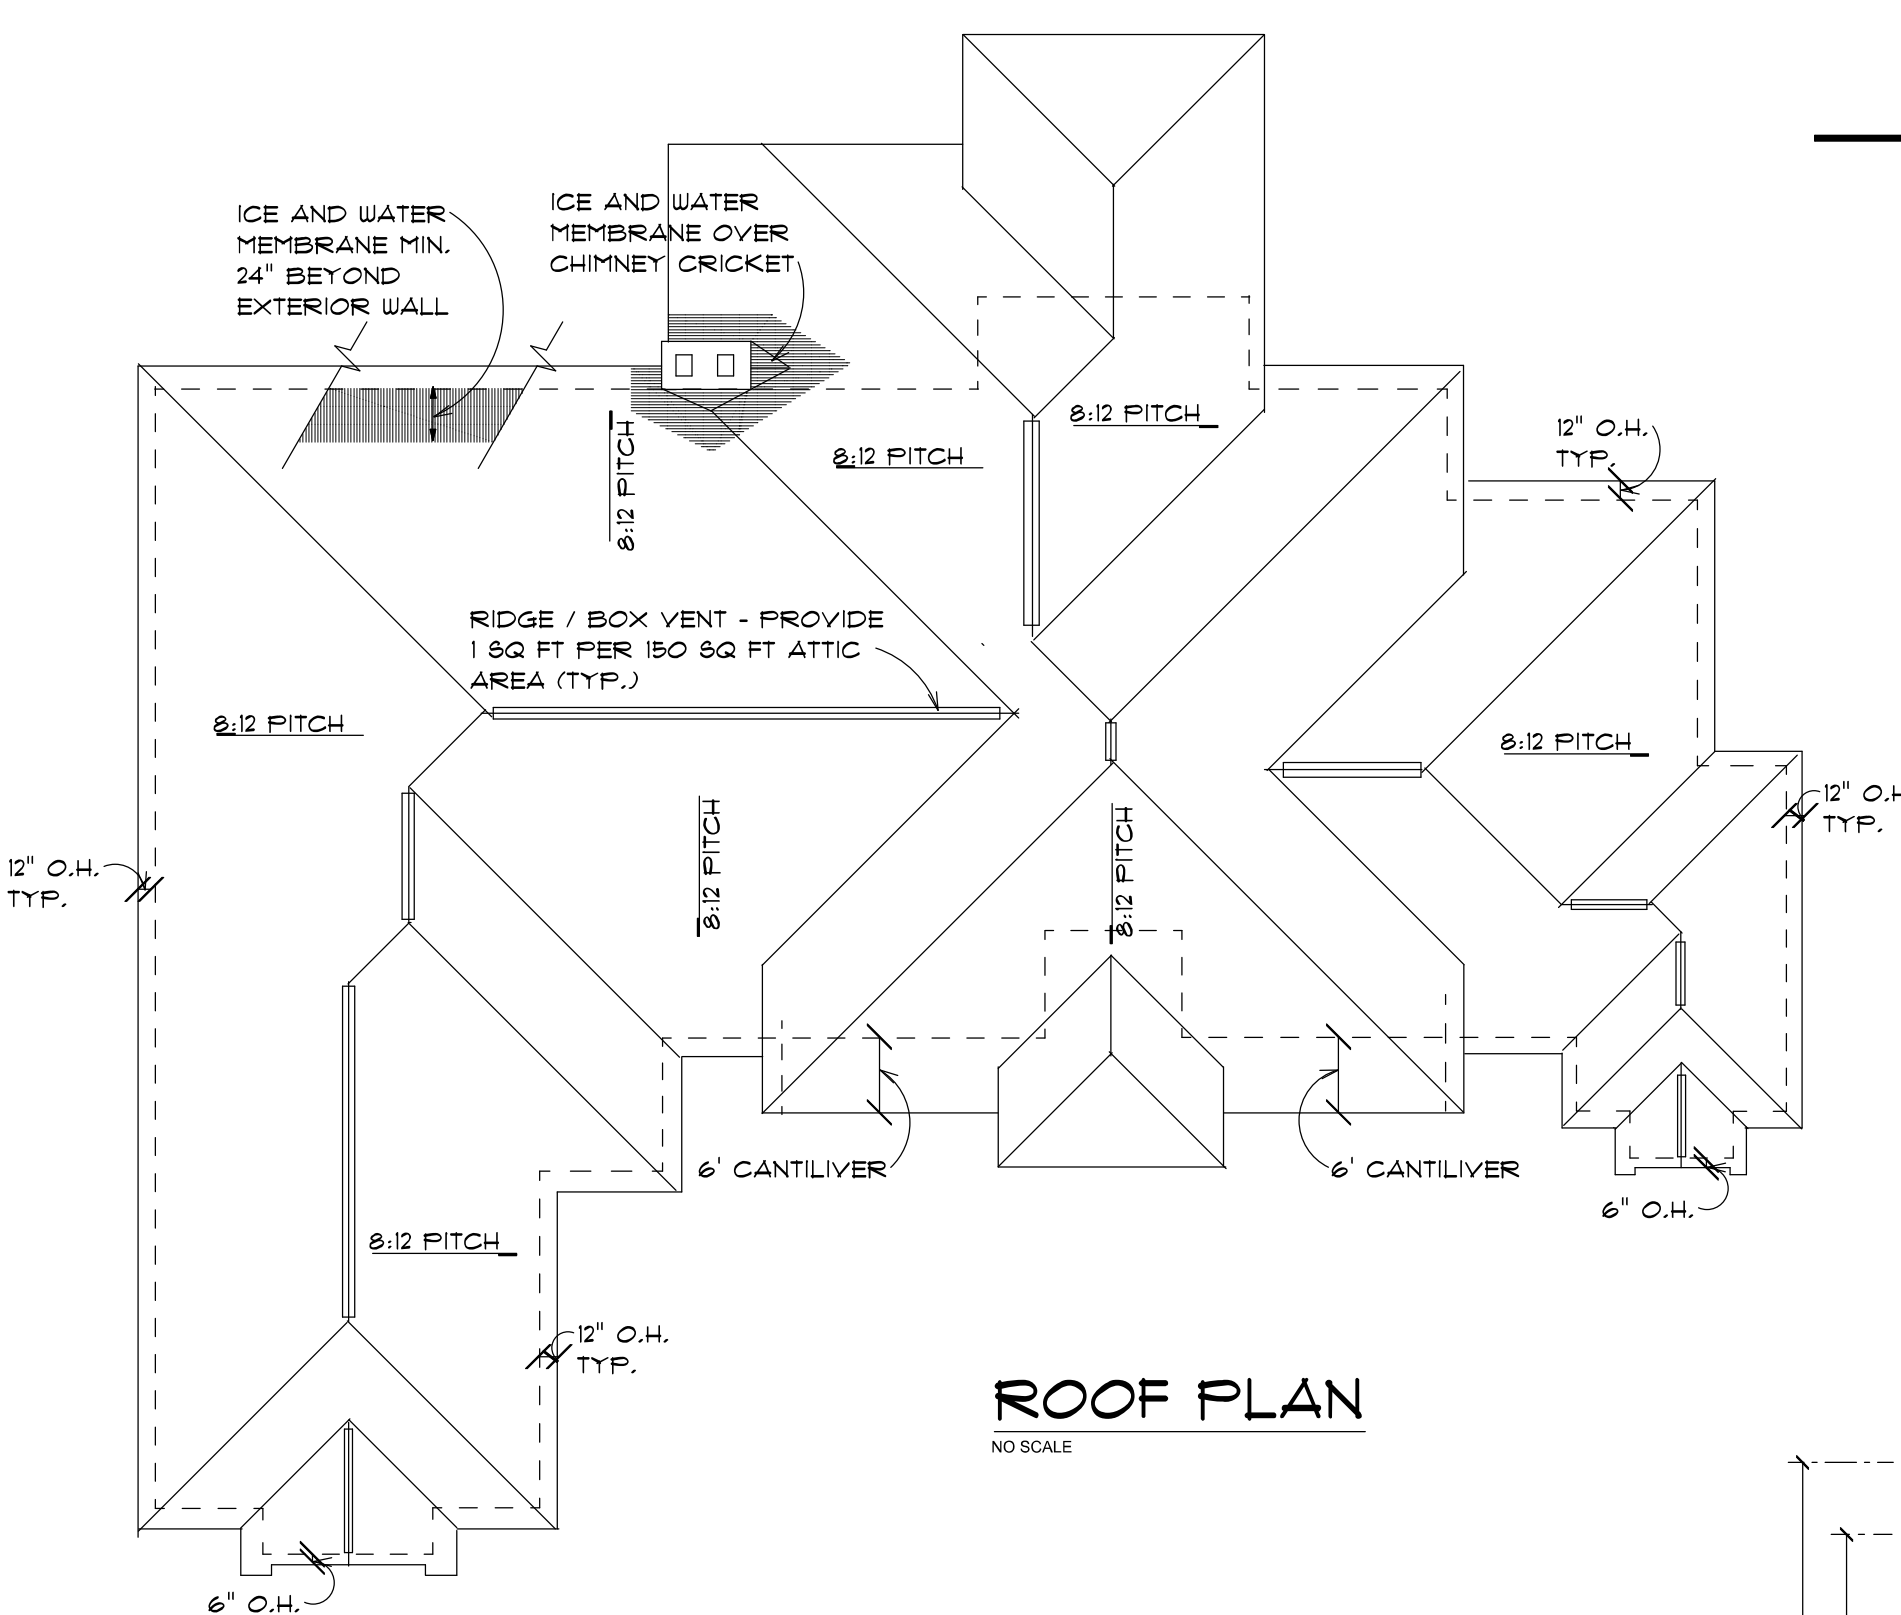 ICE AND WATER
MEMBRANE MIN.
24" BEYOND
EXTERIOR WALL
ICE AND WATER
MEMBRANE OVER
CHIMNEY CRICKET
8:12 PITCH
8:12 PITCH
8:12 PITCH
12" O.H.
TYP.
RIDGE / BOX VENT - PROVIDE
1 SQ FT PER 150 SQ FT ATTIC
AREA (TYP.)
8:12 PITCH
8:12 PITCH
8:12 PITCH
8:12 PITCH
12" O.H
TYP.
12" O.H.
TYP.
6' CANTILIVER
6' CANTILIVER
6" O.H.
8:12 PITCH
12" O.H.
TYP.
ROOF PLAN
NO SCALE
6" O.H.